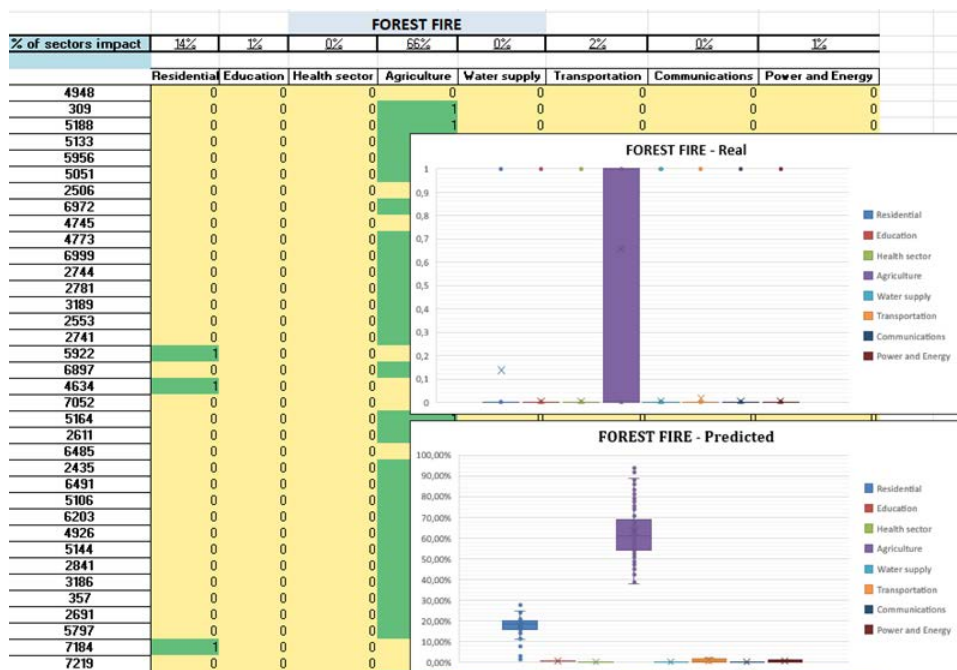 FOREST FIRE
% of sectors impact 14% 1% 0% 66% 0% 2% 0% 1%
Residential Education Health sector Agriculture Water supply Transportation Communications Power and Energy
4948 0 0 0 0 0 0 0 0
309 0 0 0 1 0 0 0 0
5188 0 0 0 1 0 0 0 0
5133 0 0 0
5956 0 0 0
5051 0 0 0
2506 0 0 0
6972 0 0 0
4745 0 0 0
4773 0 0 0
6999 0 0 0
2744 0 0 0
2781 0 0 0
3189 0 0 0
2553 0 0 0
2741 0 0 0
5922 1 0 0
6897 0 0 0
4634 1 0 0
7052 0 0 0
5164 0 0 0
2611 0 0 0
6485 0 0 0
2435 0 0 0
6491 0 0 0
5106 0 0 0
6203 0 0 0
4926 0 0 0
5144 0 0 0
2841 0 0 0
3186 0 0 0
357 0 0 0
2691 0 0 0
5797 0 0 0
7184 1 0 0
7219 0 0 0
FOREST FIRE - Real
1
0,9
0,8
0,7
0,6
0,5
0,4
0,3
0,2
0,1
0
Residential
Education
Health sector
Agriculture
Water supply
Transportation
Communications
Power and Energy
FOREST FIRE - Predicted
100,00%
90,00%
80,00%
70,00%
60,00%
50,00%
40,00%
30,00%
20,00%
10,00%
0,00%
Residential
Education
Health sector
Agriculture
Water supply
Transportation
Communications
Power and Energy